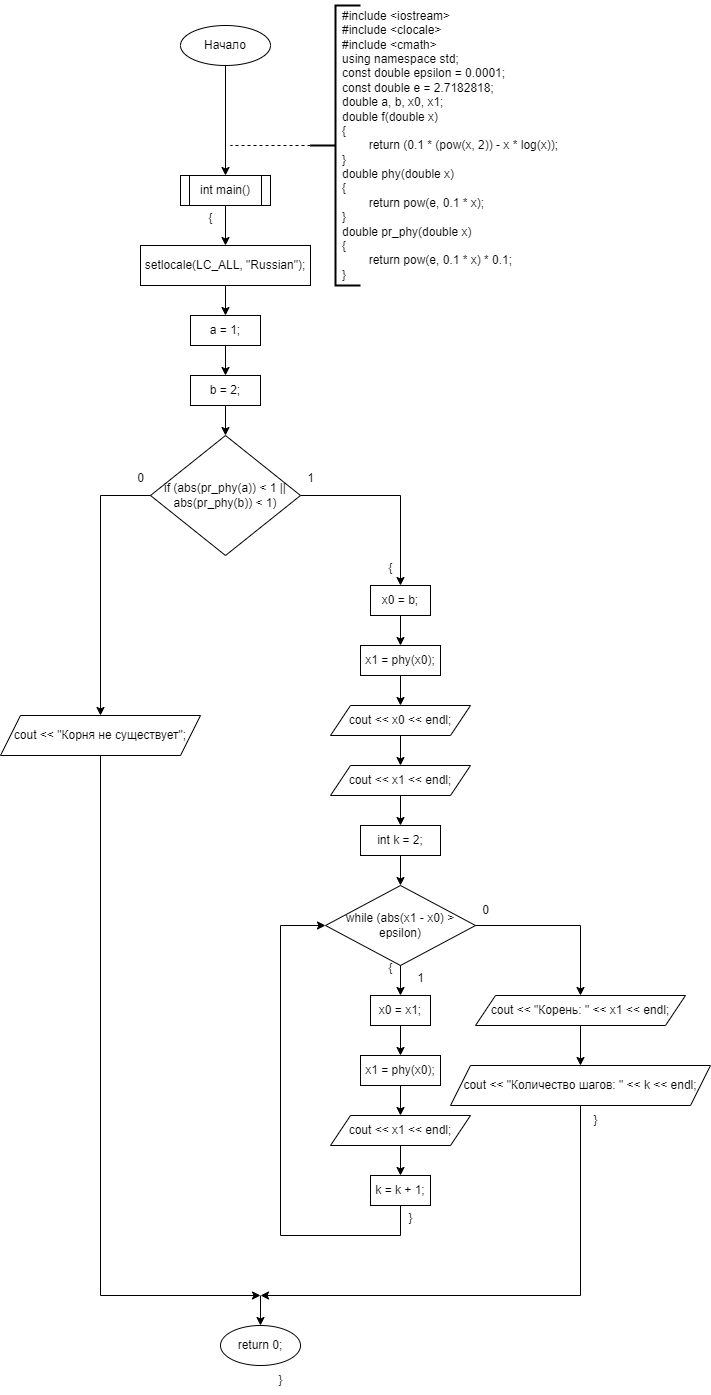 Начало
#include <iostream>
#include <clocale>
#include <cmath>
using namespace std;
const double epsilon = 0.0001;
const double e = 2.7182818;
double a, b, x0, x1;
double f(double x)
{
return (0.1 * (pow(x, 2)) - x * log(x));
}
double phy(double x)
{
return pow(e, 0.1 * x);
}
double pr_phy(double x)
{
return pow(e, 0.1 * x) * 0.1;
}
int main()
{
setlocale(LC_ALL, "Russian");
a = 1;
b = 2;
if (abs(pr_phy(a)) < 1 ||
abs(pr_phy(b)) < 1)
0
1
{
x0 = b;
x1 = phy(x0);
cout << x0 << endl;
cout << "Корня не существует";
cout << x1 << endl;
int k = 2;
while (abs(x1 - x0) >
epsilon)
0
{
1
x0 = x1;
x1 = phy(x0);
cout << x1 << endl;
k = k + 1;
}
cout << "Корень: " << x1 << endl;
cout << "Количество шагов: " << k << endl;
}
return 0;
}